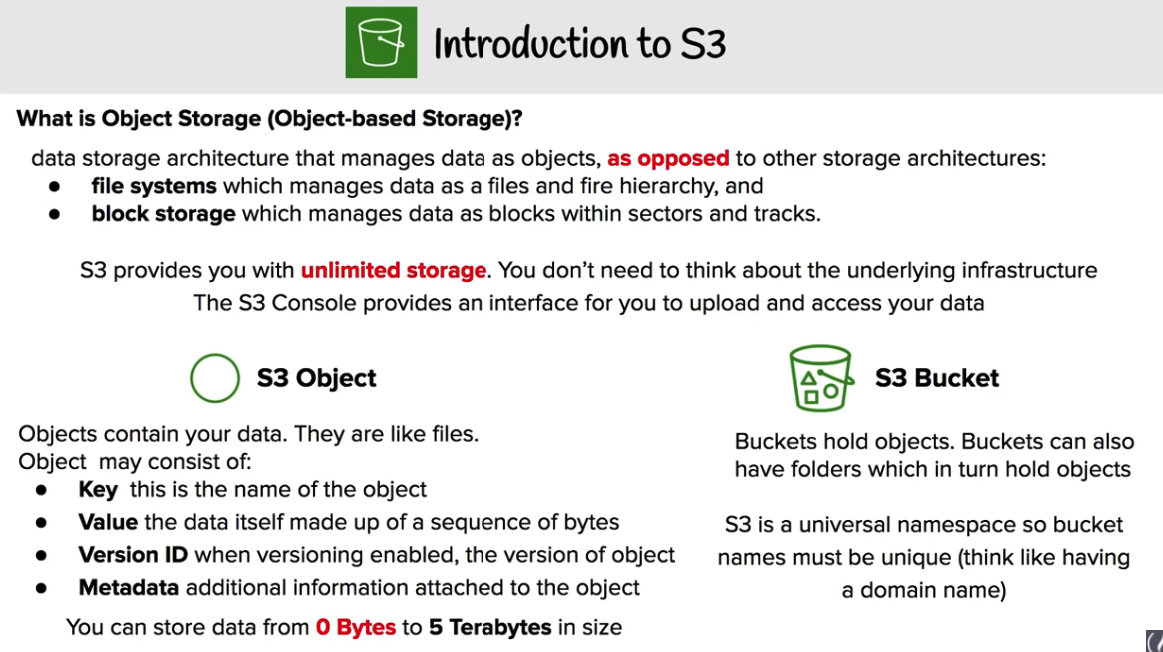 Introduction to S3
What is Object Storage (Object-based Storage)?
data storage architecture that manages data as objects, as opposed to other storage architectures:
● file systems which manages data as a files and fire hierarchy, and
● block storage which manages data as blocks within sectors and tracks.
S3 provides you with unlimited storage. You don’t need to think about the underlying infrastructure
The S3 Console provides an interface for you to upload and access your data
S3 Object
Objects contain your data. They are like files.
Object may consist of:
● Key this is the name of the object
● Value the data itself made up of a sequence of bytes
● Version ID when versioning enabled, the version of object
● Metadata additional information attached to the object
You can store data from 0 Bytes to 5 Terabytes in size
S3 Bucket
Buckets hold objects. Buckets can also
have folders which in turn hold objects
S3 is a universal namespace so bucket
names must be unique (think like having
a domain name)